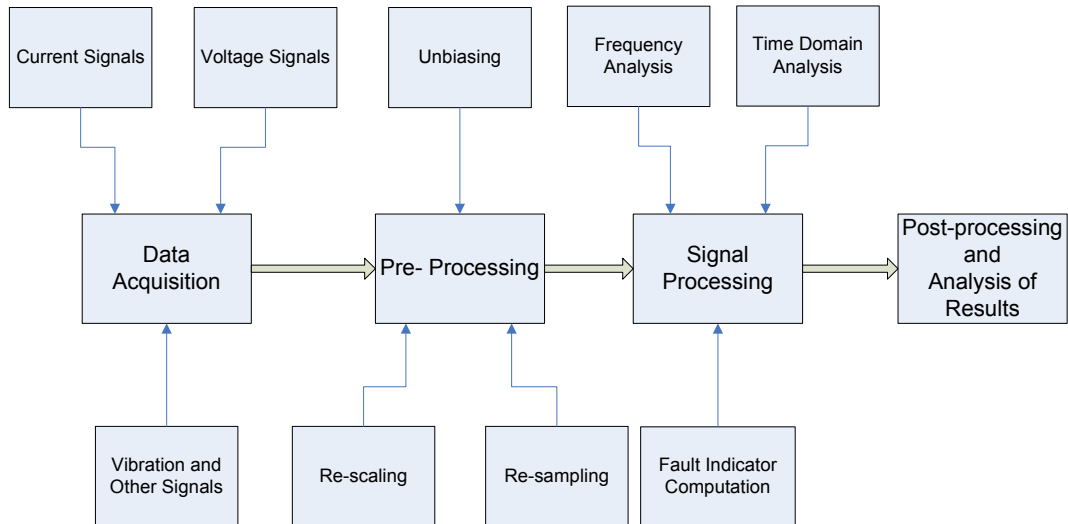 Current Signals
Voltage Signals
Unbiasing
Frequency
Analysis
Time Domain
Analysis
Data
Acquisition
Pre- Processing
Signal
Processing
Post-processing
and
Analysis of
Results
Vibration and
Other Signals
Re-scaling
Re-sampling
Fault Indicator
Computation